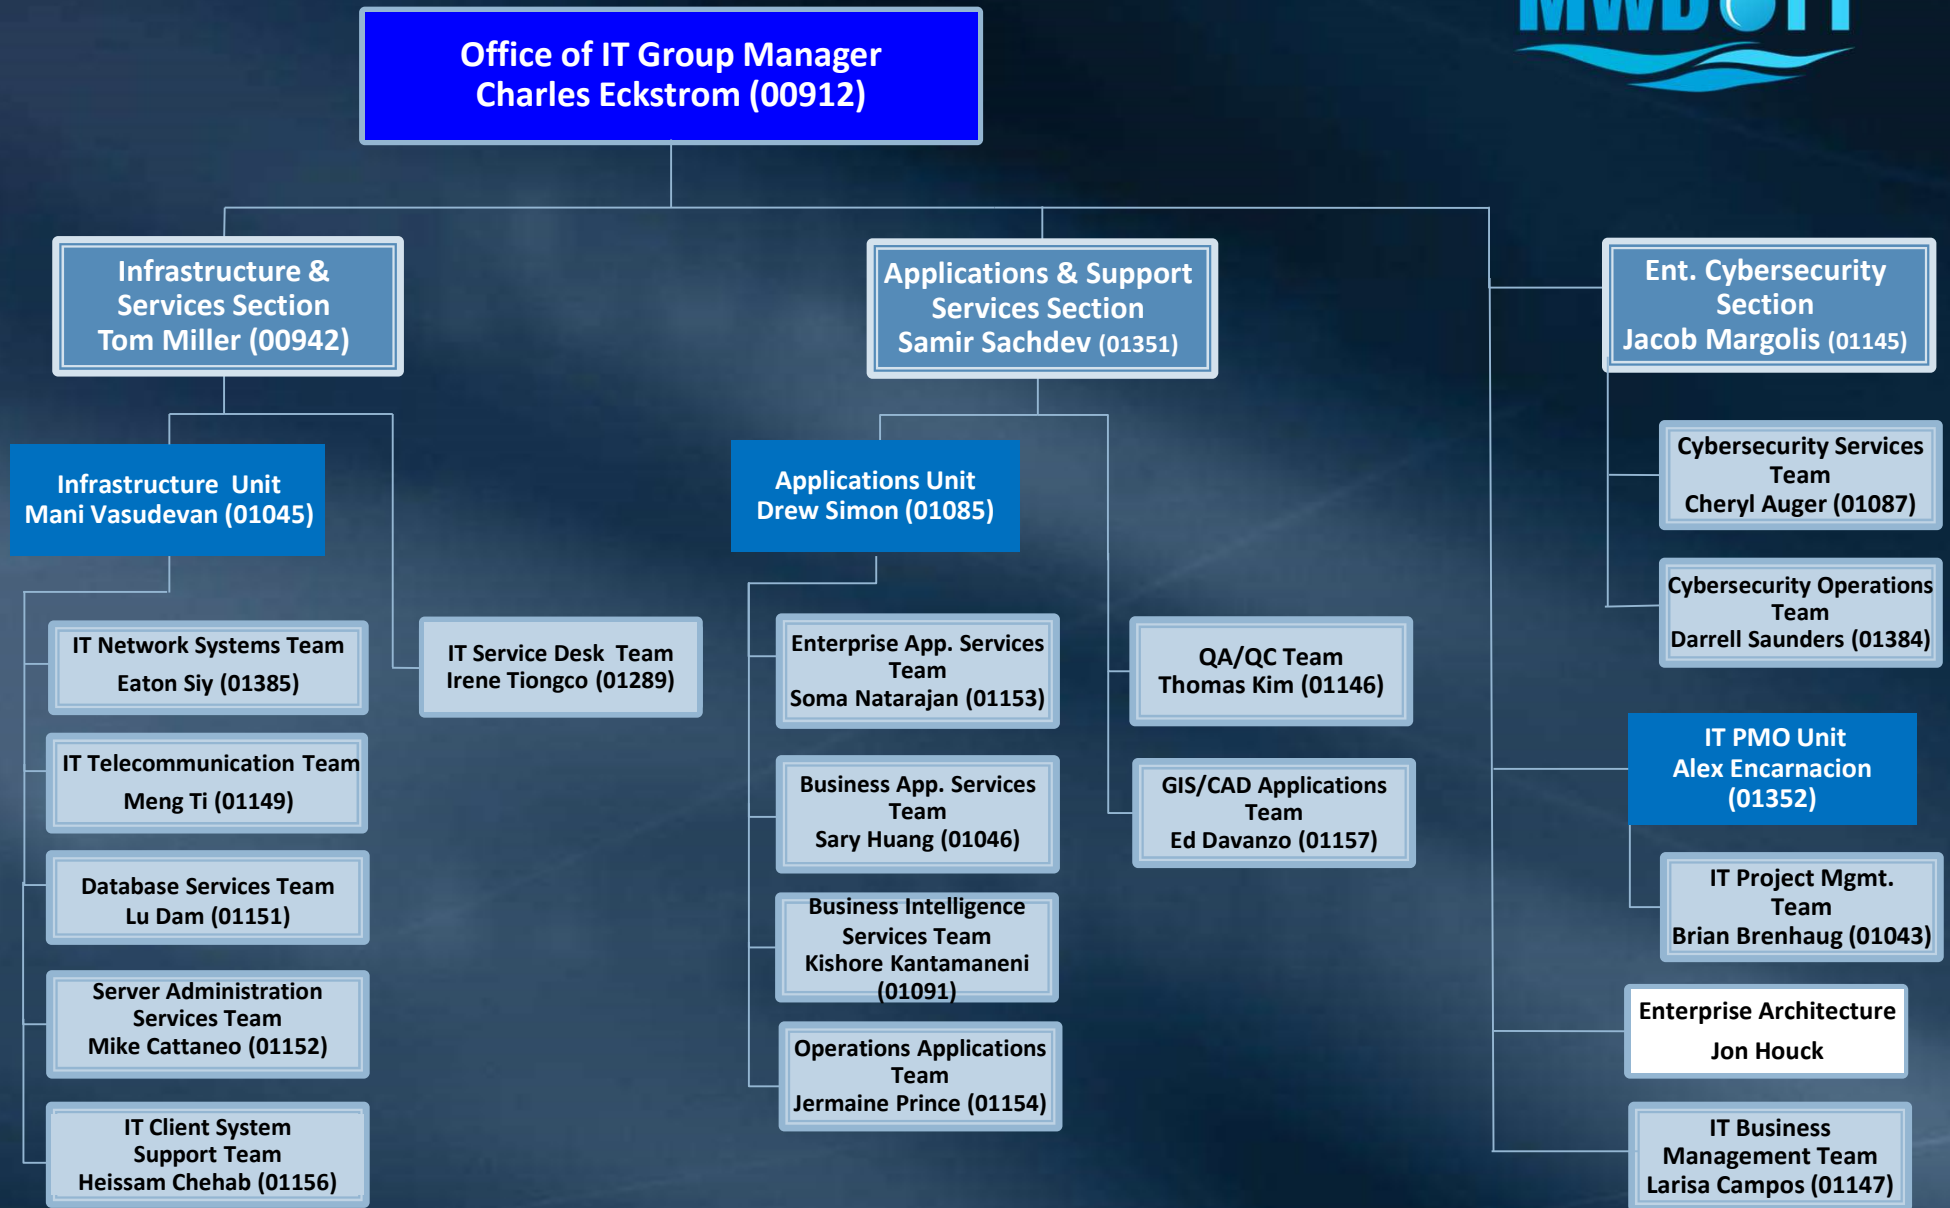 MWD IT
Office of IT Group Manager
Charles Eckstrom (00912)
Infrastructure &
Services Section
Tom Miller (00942)
Applications & Support
Services Section
Samir Sachdev (01351)
Ent. Cybersecurity
Section
Jacob Margolis (01145)
Infrastructure Unit
Mani Vasudevan (01045)
IT Network Systems Team
Eaton Siy (01385)
IT Telecommunication Team
Meng Ti (01149)
Database Services Team
Lu Dam (01151)
Server Administration
Services Team
Mike Cattaneo (01152)
IT Client System
Support Team
Heissam Chehab (01156)
IT Service Desk Team
Irene Tiongco (01289)
Applications Unit
Drew Simon (01085)
Enterprise App. Services
Team
Soma Natarajan (01153)
Business App. Services
Team
Sary Huang (01046)
Business Intelligence
Services Team
Kishore Kantamaneni
(01091)
Operations Applications
Team
Jermaine Prince (01154)
QA/QC Team
Thomas Kim (01146)
GIS/CAD Applications
Team
Ed Davanzo (01157)
Cybersecurity Services
Team
Cheryl Auger (01087)
Cybersecurity Operations
Team
Darrell Saunders (01384)
IT PMO Unit
Alex Encarnacion
(01352)
IT Project Mgmt.
Team
Brian Brenhaug (01043)
Enterprise Architecture
Jon Houck
IT Business
Management Team
Larisa Campos (01147)